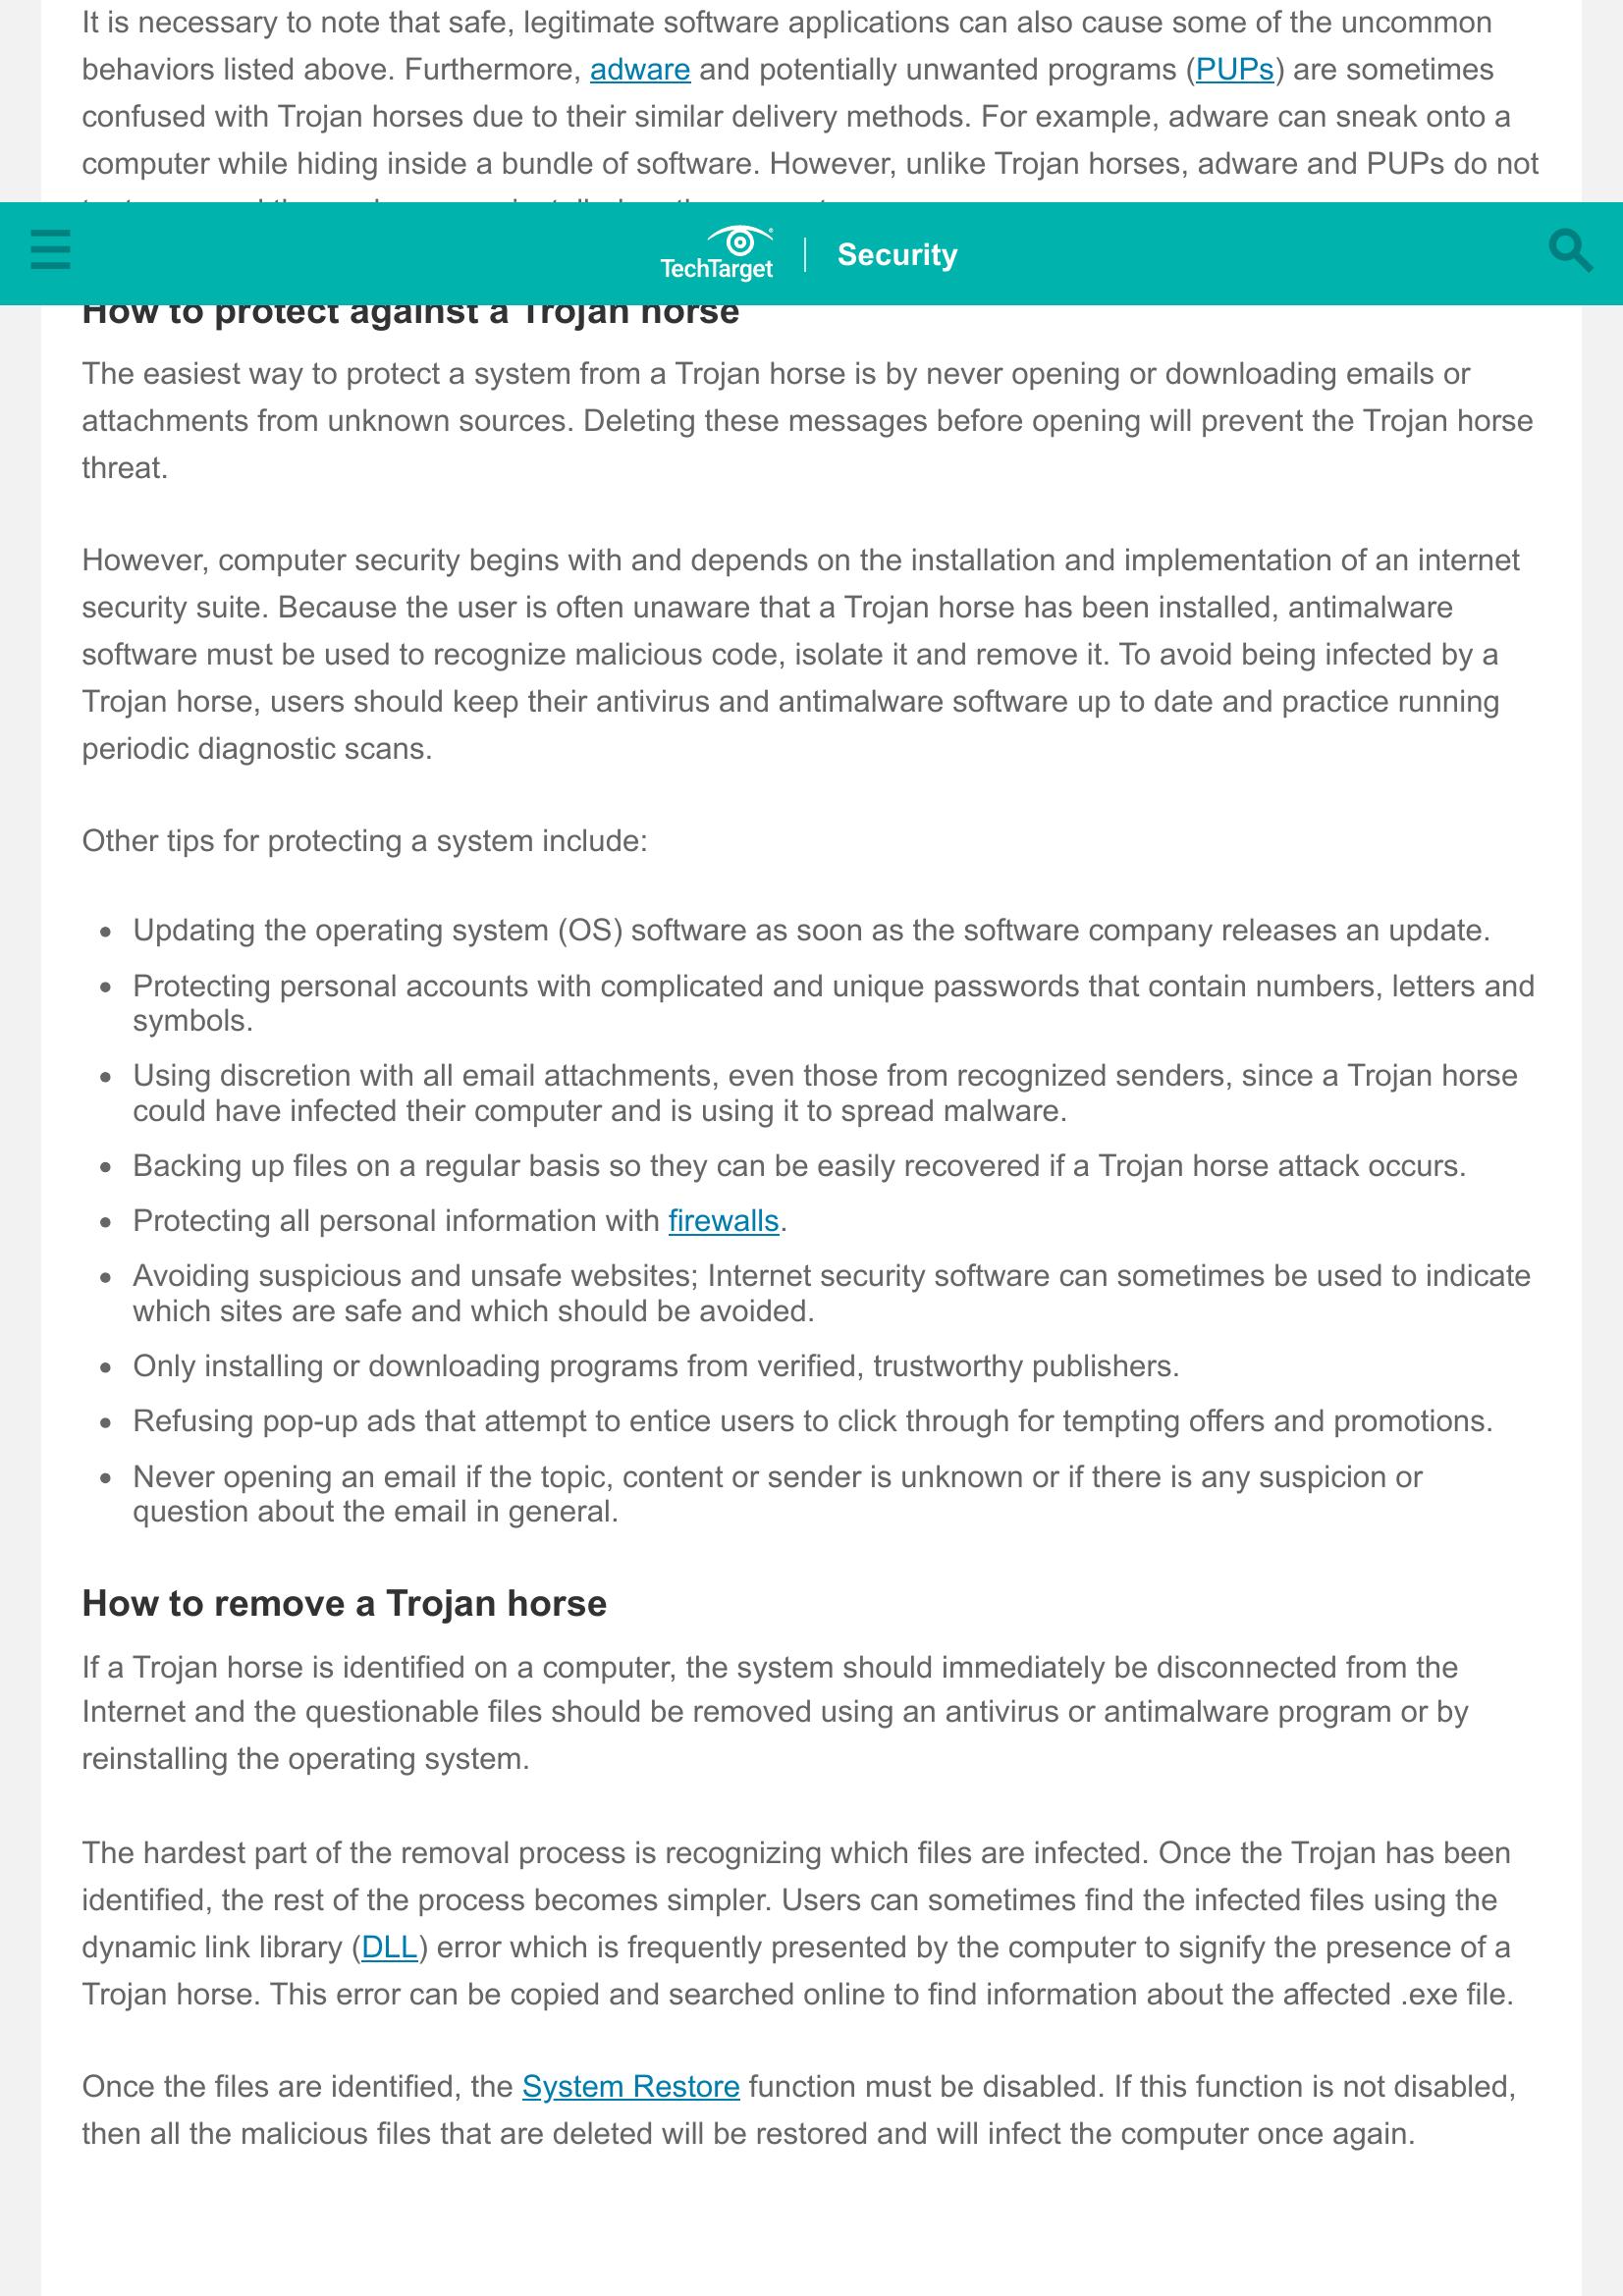 It is necessary to note that safe, legitimate software applications can also cause some of the uncommon
behaviors listed above. Furthermore, adware and potentially unwanted programs (PUPs) are sometimes
confused with Trojan horses due to their similar delivery methods. For example, adware can sneak onto a
computer while hiding inside a bundle of software. However, unlike Trojan horses, adware and PUPs do not
TechTarget | Security
How to protect against a Trojan horse
The easiest way to protect a system from a Trojan horse is by never opening or downloading emails or
attachments from unknown sources. Deleting these messages before opening will prevent the Trojan horse
threat.
However, computer security begins with and depends on the installation and implementation of an internet
security suite. Because the user is often unaware that a Trojan horse has been installed, antimalware
software must be used to recognize malicious code, isolate it and remove it. To avoid being infected by a
Trojan horse, users should keep their antivirus and antimalware software up to date and practice running
periodic diagnostic scans.
Other tips for protecting a system include:
• Updating the operating system (OS) software as soon as the software company releases an update.
• Protecting personal accounts with complicated and unique passwords that contain numbers, letters and
symbols.
• Using discretion with all email attachments, even those from recognized senders, since a Trojan horse
could have infected their computer and is using it to spread malware.
• Backing up files on a regular basis so they can be easily recovered if a Trojan horse attack occurs.
• Protecting all personal information with firewalls.
• Avoiding suspicious and unsafe websites; Internet security software can sometimes be used to indicate
which sites are safe and which should be avoided.
• Only installing or downloading programs from verified, trustworthy publishers.
• Refusing pop-up ads that attempt to entice users to click through for tempting offers and promotions.
• Never opening an email if the topic, content or sender is unknown or if there is any suspicion or
question about the email in general.
How to remove a Trojan horse
If a Trojan horse is identified on a computer, the system should immediately be disconnected from the
Internet and the questionable files should be removed using an antivirus or antimalware program or by
reinstalling the operating system.
The hardest part of the removal process is recognizing which files are infected. Once the Trojan has been
identified, the rest of the process becomes simpler. Users can sometimes find the infected files using the
dynamic link library (DLL) error which is frequently presented by the computer to signify the presence of a
Trojan horse. This error can be copied and searched online to find information about the affected .exe file.
Once the files are identified, the System Restore function must be disabled. If this function is not disabled,
then all the malicious files that are deleted will be restored and will infect the computer once again.